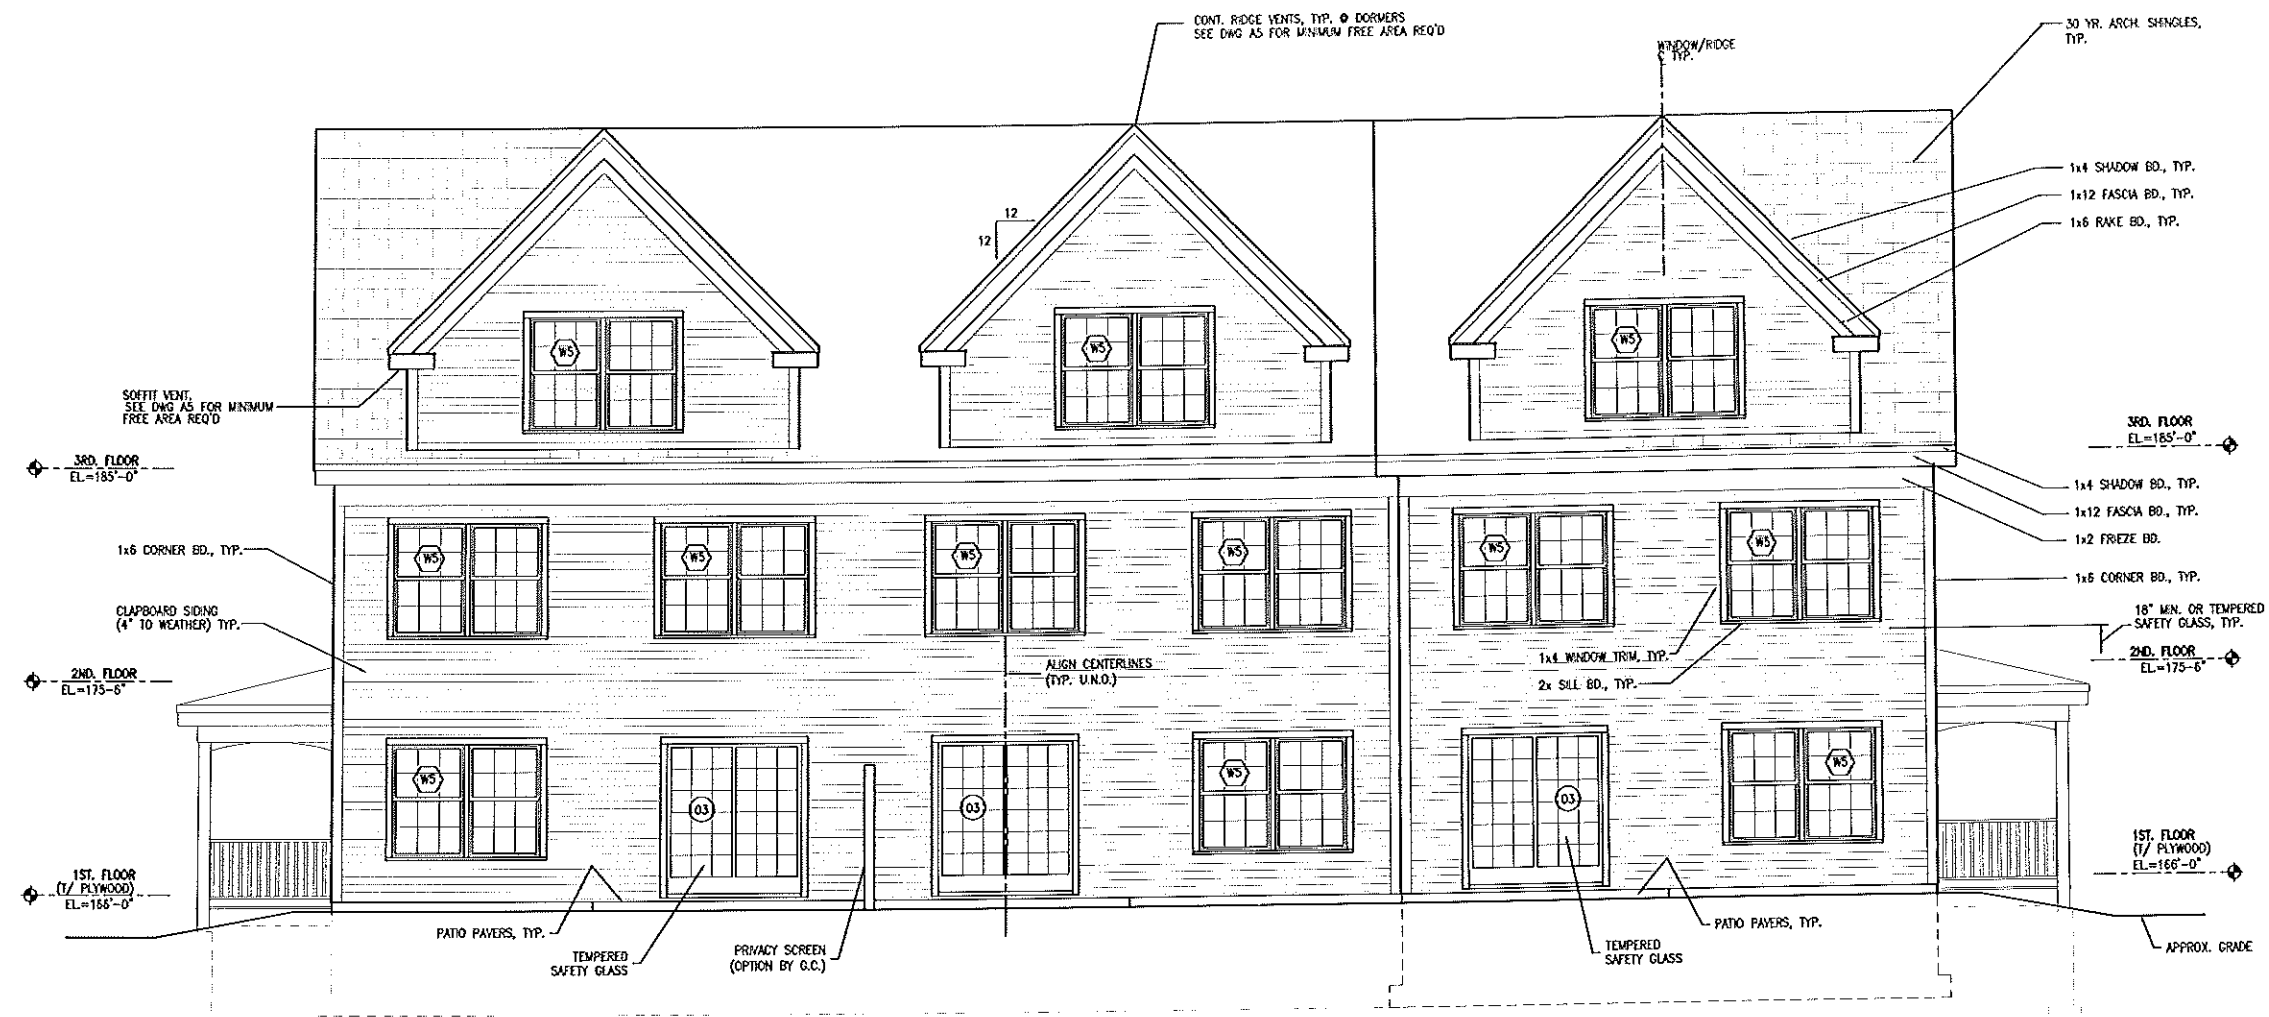 CONT. RIDGE VENTS, TYP. @ DORMERS
SEE DWG A5 FOR MINIMUM FREE AREA REQ'D
WINDOW/RIDGE
℄ TYP.
30 YR. ARCH. SHINGLES,
TYP.
1x4 SHADOW BD., TYP.
1x12 FASCIA BD., TYP.
1x6 RAKE BD., TYP.
12
12
W5
W5
W5
SOFFIT VENT,
SEE DWG A5 FOR MINIMUM
FREE AREA REQ'D
3RD. FLOOR
EL.=185'-0"
3RD. FLOOR
EL.=185'-0"
1x4 SHADOW BD., TYP.
1x12 FASCIA BD., TYP.
1x2 FRIEZE BD.
1x6 CORNER BD., TYP.
W5
W5
W5
W5
W5
W5
1x6 CORNER BD., TYP.
CLAPBOARD SIDING
(4" TO WEATHER) TYP.
18" MIN. OR TEMPERED
SAFETY GLASS, TYP.
2ND. FLOOR
EL.=175-6"
ALIGN CENTERLINES
(TYP. U.N.O.)
1x4 WINDOW TRIM, TYP.
2x SILL BD., TYP.
2ND. FLOOR
EL.=175-6"
W5
03
03
W5
03
W5
1ST. FLOOR
(T/ PLYWOOD)
EL.=166'-0"
1ST. FLOOR
(T/ PLYWOOD)
EL.=166'-0"
PATIO PAVERS, TYP.
TEMPERED
SAFETY GLASS
PRIVACY SCREEN
(OPTION BY G.C.)
TEMPERED
SAFETY GLASS
PATIO PAVERS, TYP.
APPROX. GRADE